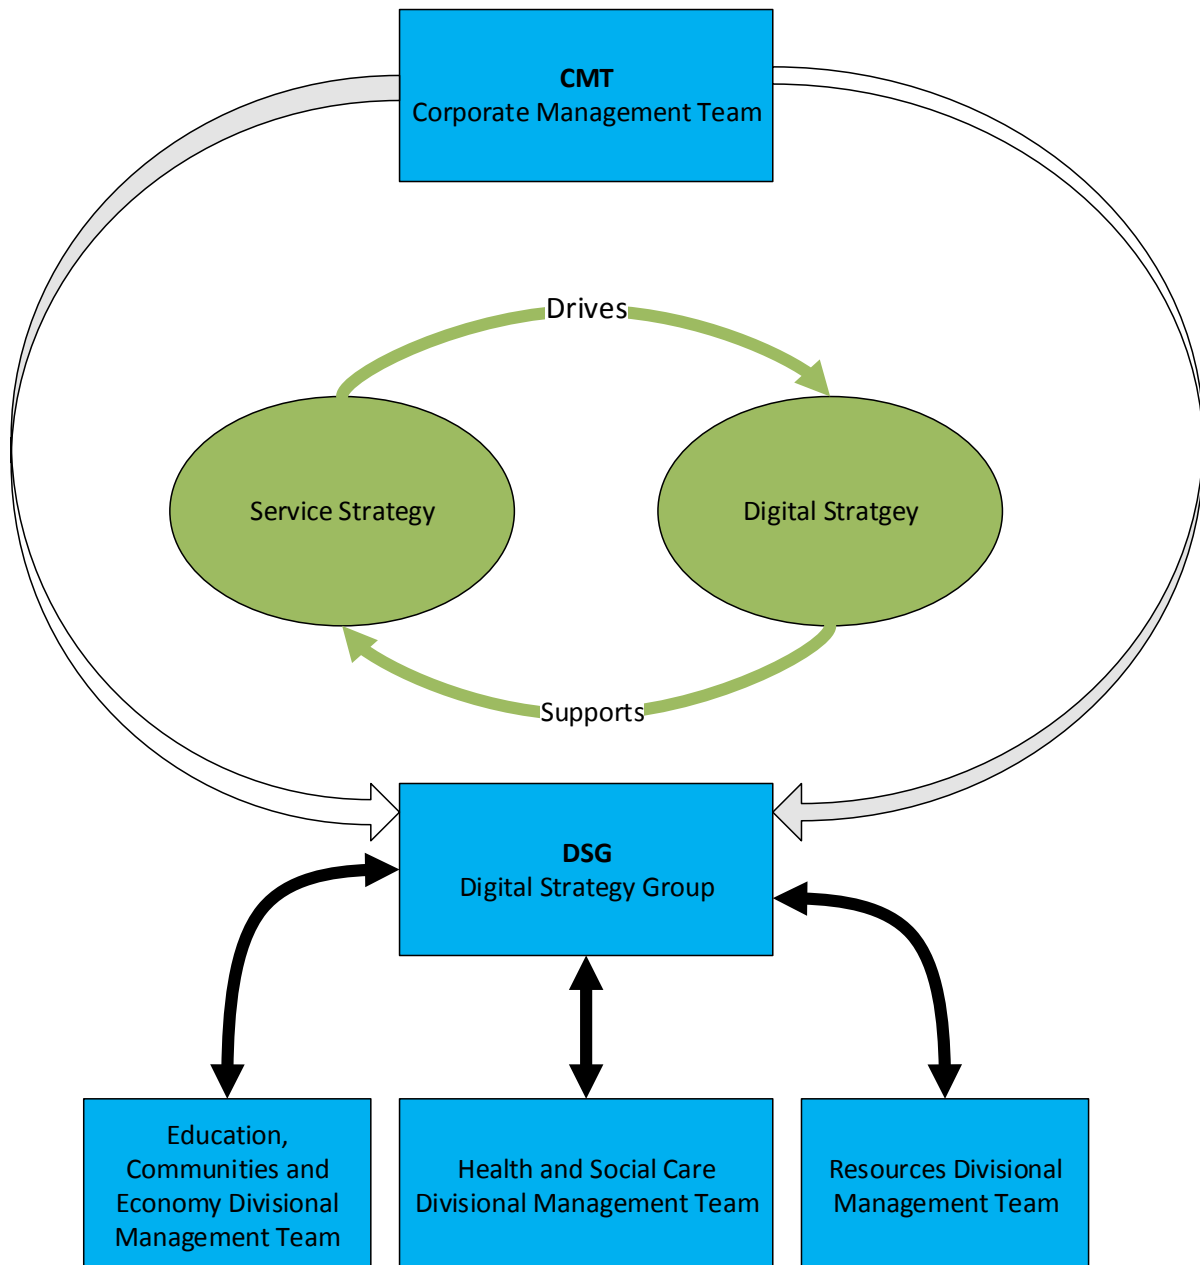 CMT
Corporate Management Team
Drives
Service Strategy
Digital Stratgey
Supports
DSG
Digital Strategy Group
Education,
Communities and
Economy Divisional
Management Team
Health and Social Care
Divisional Management Team
Resources Divisional
Management Team